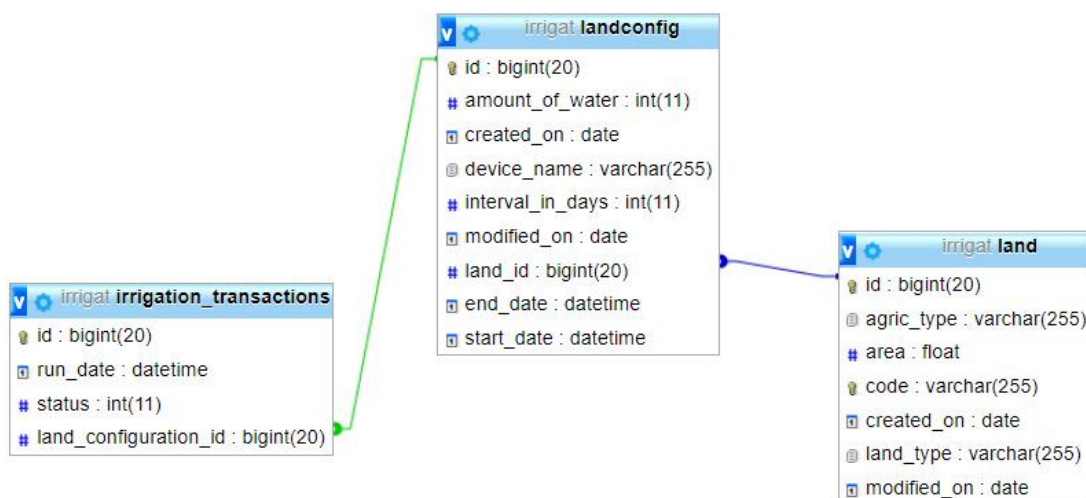 irrigat landconfig
id : bigint(20)
amount_of_water : int(11)
created_on : date
device_name : varchar(255)
interval_in_days : int(11)
modified_on : date
land_id : bigint(20)
end_date : datetime
start_date : datetime
irrigat irrigation_transactions
id : bigint(20)
run_date : datetime
status : int(11)
land_configuration_id : bigint(20)
irrigat land
id : bigint(20)
agric_type : varchar(255)
area : float
code : varchar(255)
created_on : date
land_type : varchar(255)
modified_on : date